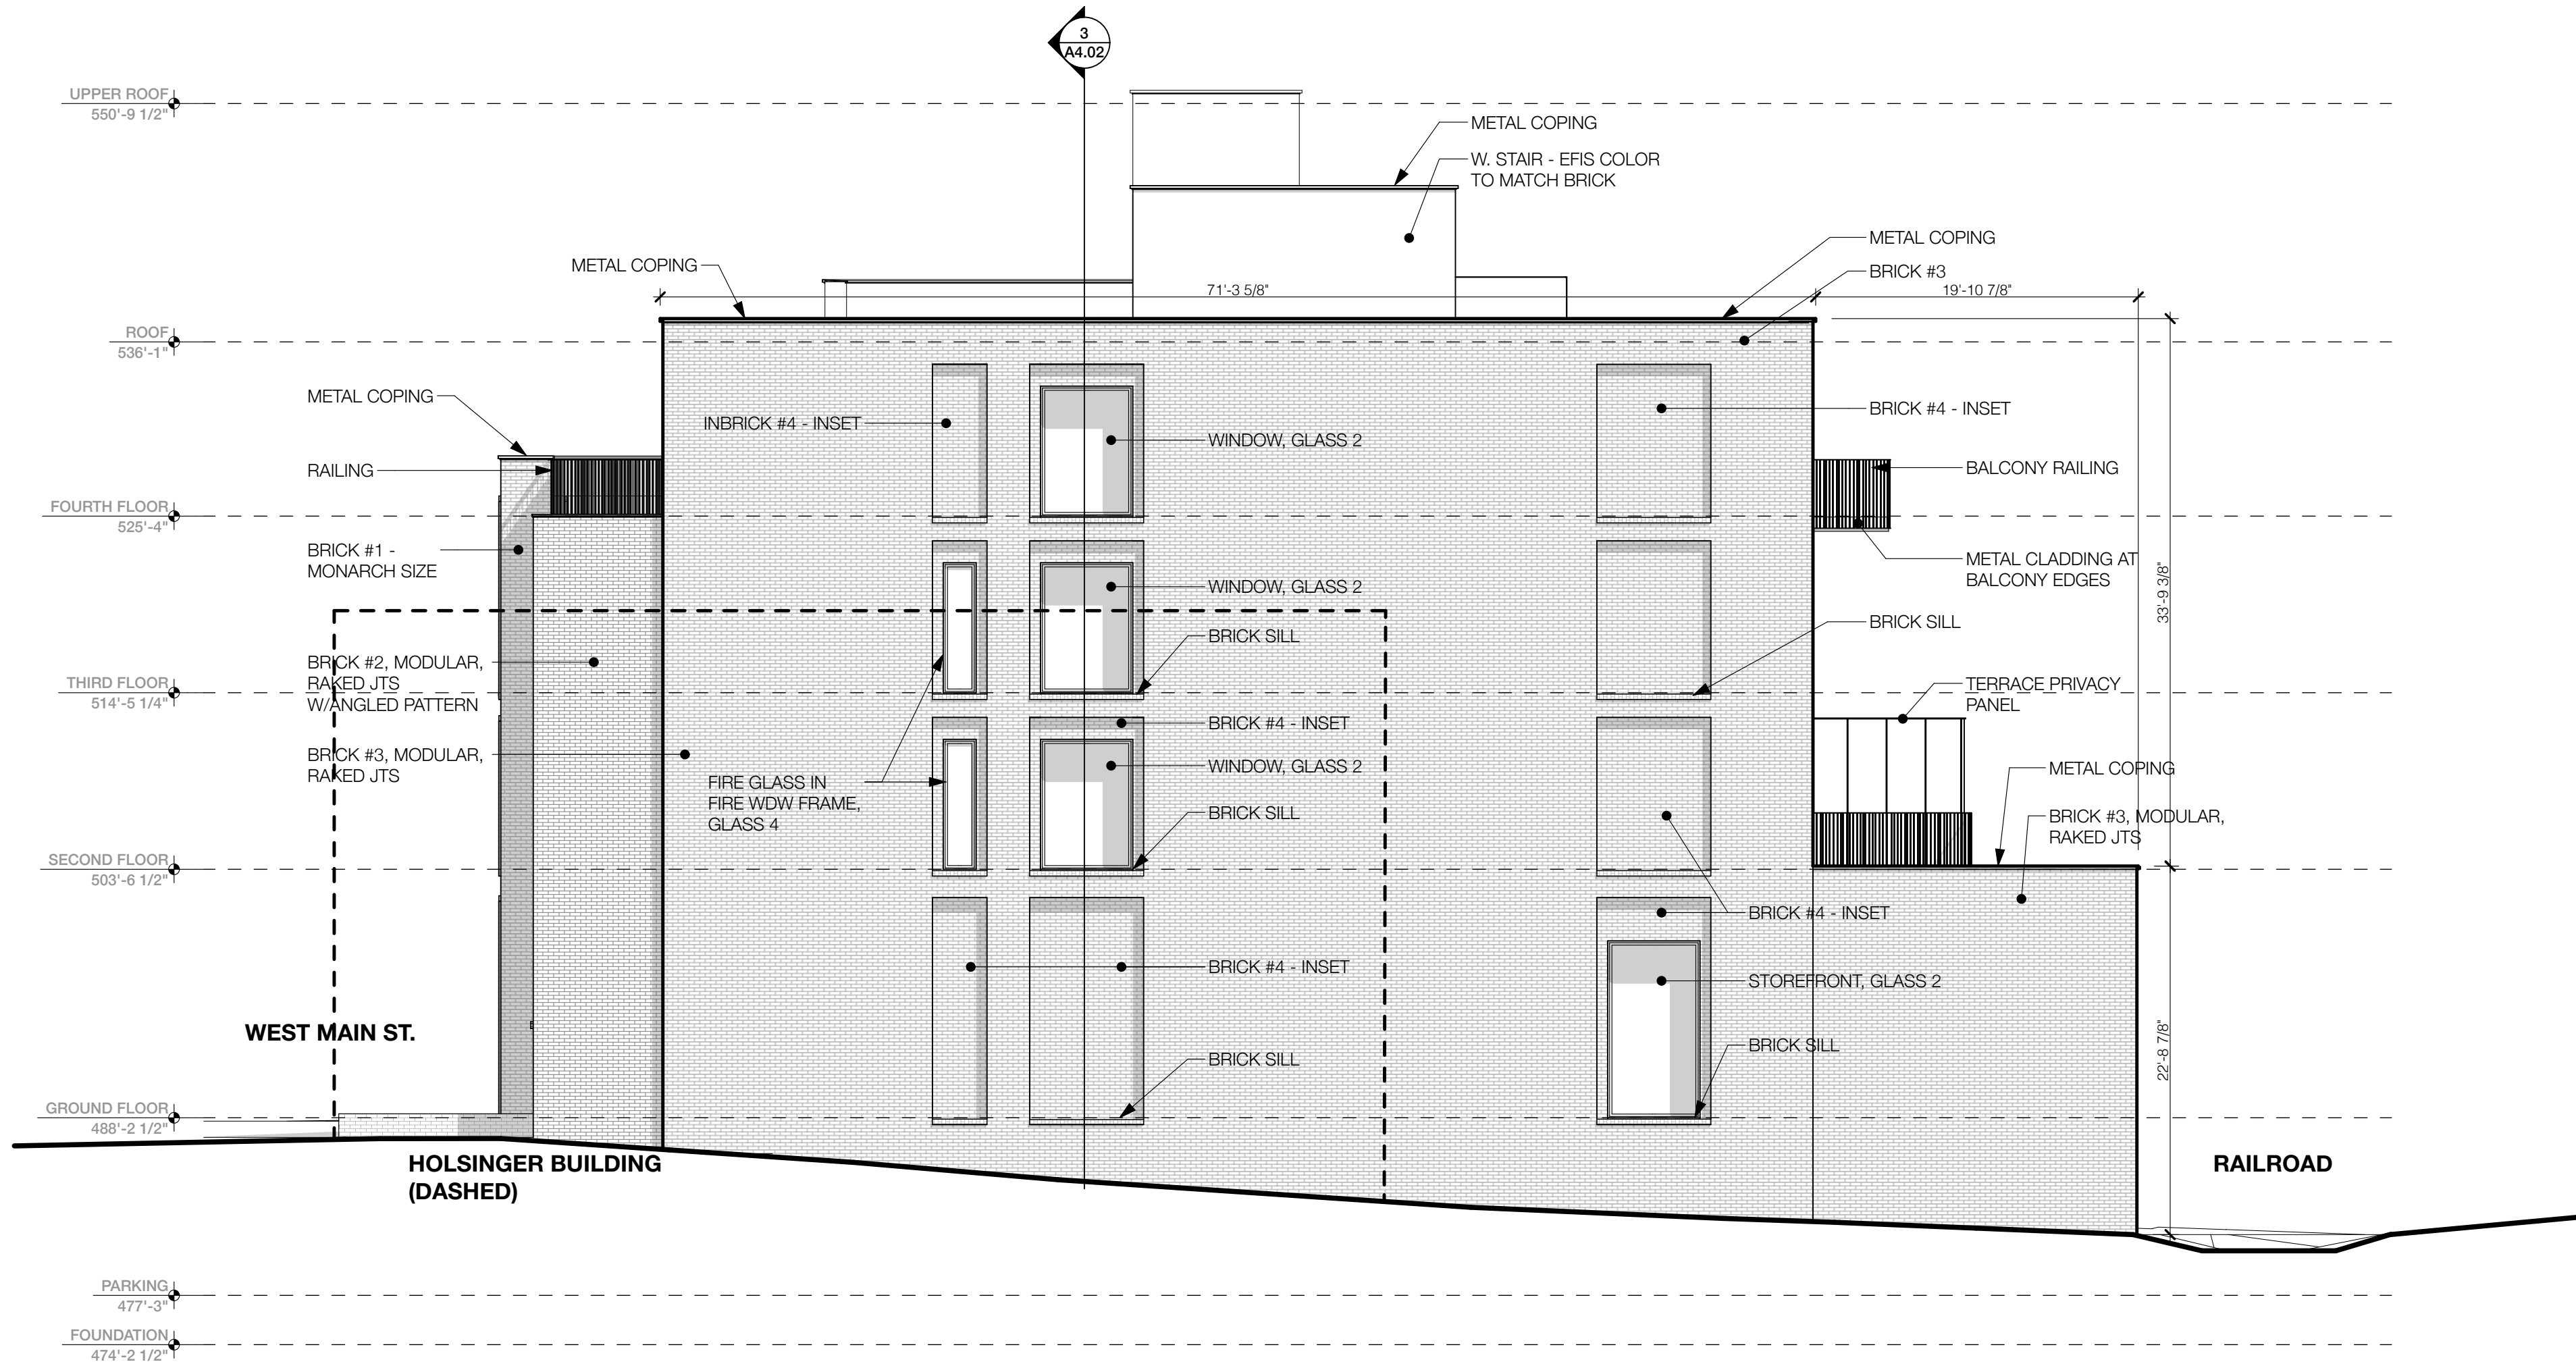 3
A4.02
UPPER ROOF
550'-9 1/2"
METAL COPING
W. STAIR - EFIS COLOR
TO MATCH BRICK
METAL COPING
METAL COPING
BRICK #3
71'-3 5/8"
19'-10 7/8"
ROOF
536'-1"
METAL COPING
INBRICK #4 - INSET
WINDOW, GLASS 2
BRICK #4 - INSET
RAILING
BALCONY RAILING
FOURTH FLOOR
525'-4"
BRICK #1 -
MONARCH SIZE
METAL CLADDING AT
BALCONY EDGES
33'-9 3/8"
WINDOW, GLASS 2
BRICK SILL
BRICK SILL
BRICK #2, MODULAR,
RAKED JTS
W/ANGLED PATTERN
THIRD FLOOR
514'-5 1/4"
TERRACE PRIVACY
PANEL
BRICK #4 - INSET
BRICK #3, MODULAR,
RAKED JTS
WINDOW, GLASS 2
METAL COPING
FIRE GLASS IN
FIRE WDW FRAME,
GLASS 4
BRICK SILL
BRICK #3, MODULAR,
RAKED JTS
SECOND FLOOR
503'-6 1/2"
BRICK #4 - INSET
BRICK #4 - INSET
STOREFRONT, GLASS 2
WEST MAIN ST.
BRICK SILL
BRICK SILL
22'-8 7/8"
GROUND FLOOR
488'-2 1/2"
HOLSINGER BUILDING
(DASHED)
RAILROAD
PARKING
477'-3"
FOUNDATION
474'-2 1/2"